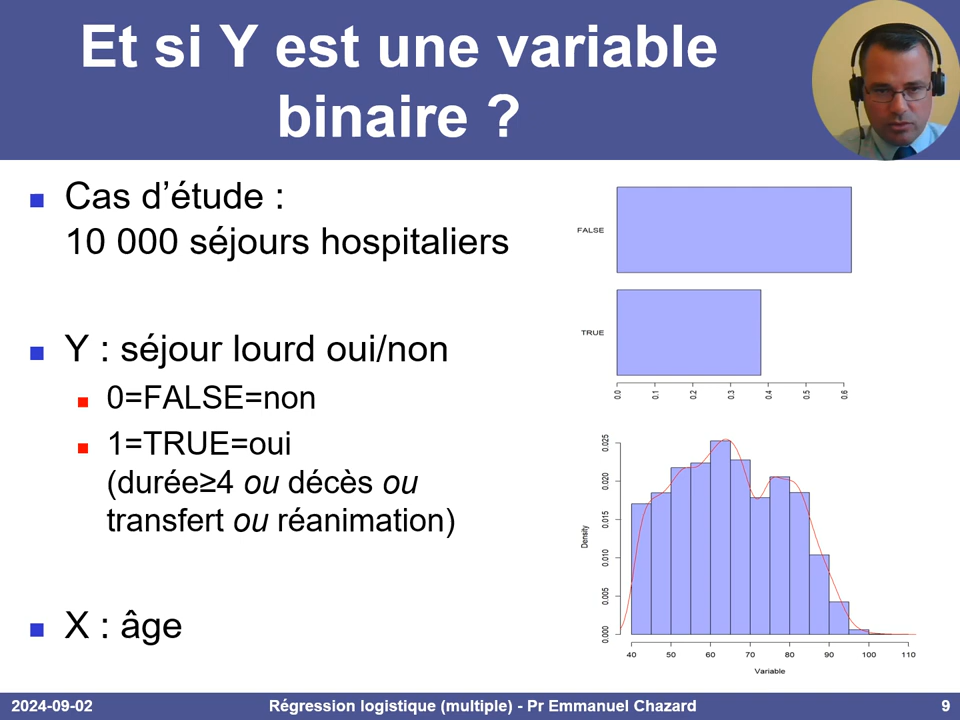 Et si Y est une variable
binaire ?
Cas d’étude :
10 000 séjours hospitaliers
Y : séjour lourd oui/non
0=FALSE=non
1=TRUE=oui
(durée≥4 ou décès ou
transfert ou réanimation)
X : âge
FALSE
TRUE
0.0 0.1 0.2 0.3 0.4 0.5 0.6
0.025
0.020
0.015
0.010
0.005
0.000
Density
40 50 60 70 80 90 100 110
Variable
2024-09-02 Régression logistique (multiple) - Pr Emmanuel Chazard 9